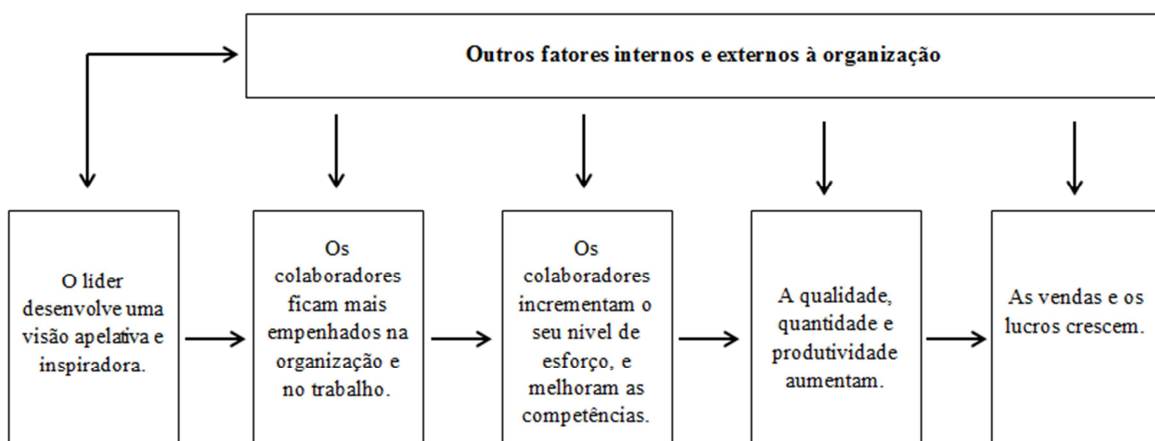 Outros fatores internos e externos à organização
O lider
desenvolve uma
visão apelativa e
inspiradora.
Os
colaboradores
ficam mais
empenhados na
organização e
no trabalho.
Os
colaboradores
incrementam o
seu nível de
esforço, e
melhoram as
competências.
A qualidade,
quantidade e
produtividade
aumentam.
As vendas e os
lucros crescem.